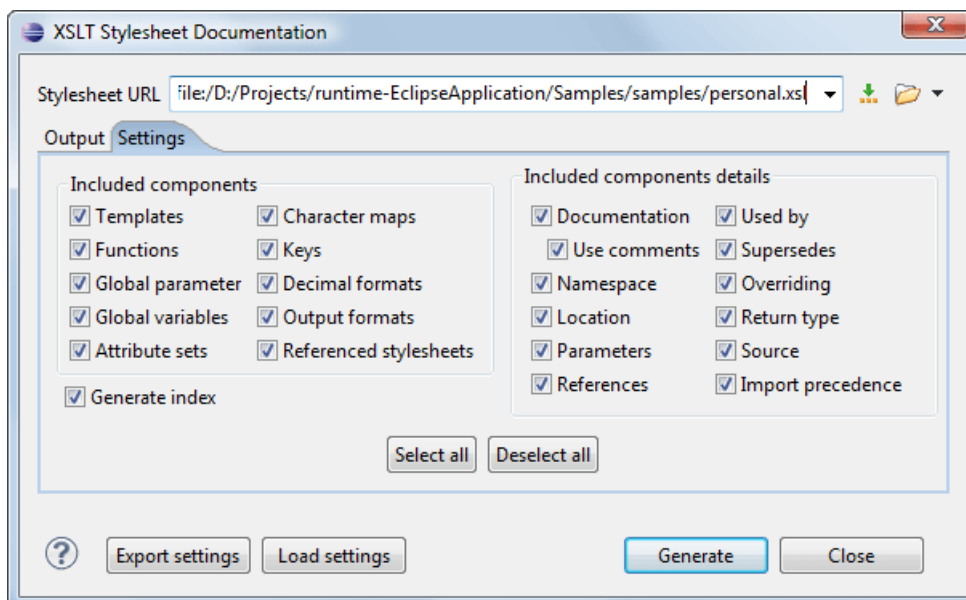 XSLT Stylesheet Documentation
Stylesheet URL file:/D:/Projects/runtime-EclipseApplication/Samples/samples/personal.xsl
Output Settings
Included components
Templates Character maps
Functions Keys
Global parameter Decimal formats
Global variables Output formats
Attribute sets Referenced stylesheets
Generate index
Included components details
Documentation Used by
Use comments Supersedes
Namespace Overriding
Location Return type
Parameters Source
References Import precedence
Select all Deselect all
? Export settings Load settings Generate Close